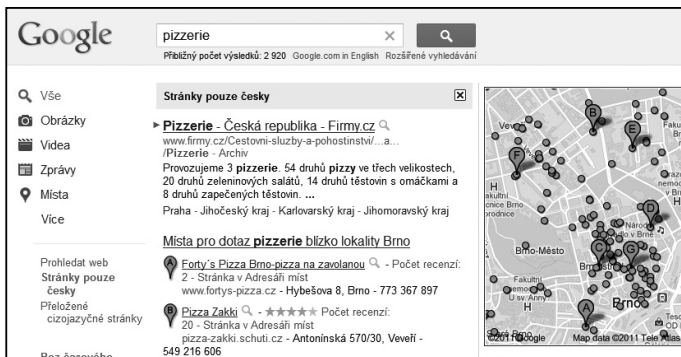 Google
pizzerie
Přibližný počet výsledků: 2 920 Google.com in English Rozšířené vyhledávání
Vše
Obrázky
Videa
Zprávy
Místa
Více
Prohledat web
Stránky pouze
česky
Přeložené
cizojazyčné stránky
Stránky pouze česky
Pizzerie - Česká republika - Firmy.cz
www.firmy.cz/Cestovni-sluzby-a-pohostinstvi/...a...
/Pizzerie - Archiv
Provozujeme 3 pizzerie. 54 druhů pizzy ve třech velikostech,
20 druhů zeleninových salátů, 14 druhů těstovin s omáčkami a
8 druhů zapečených těstovin. ...
Praha - Jihočeský kraj - Karlovarský kraj - Jihomoravský kraj
Místa pro dotaz pizzerie blízko lokality Brno
A Forty´s Pizza Brno-pizza na zavolanou - Počet recenzí:
2 - Stránka v Adresáři míst
www.fortys-pizza.cz - Hybešova 8, Brno - 773 367 897
B Pizza Zakki - Počet recenzí:
20 - Stránka v Adresáři míst
pizza-zakki.schuti.cz - Antonínská 570/30, Veveří -
549 216 606
B
E
F
H
D
Brno-Město
C
G
Fakultní
U sv. Anny
H
A
Brno
©2011 Google Map data ©2011 Tele Atlas